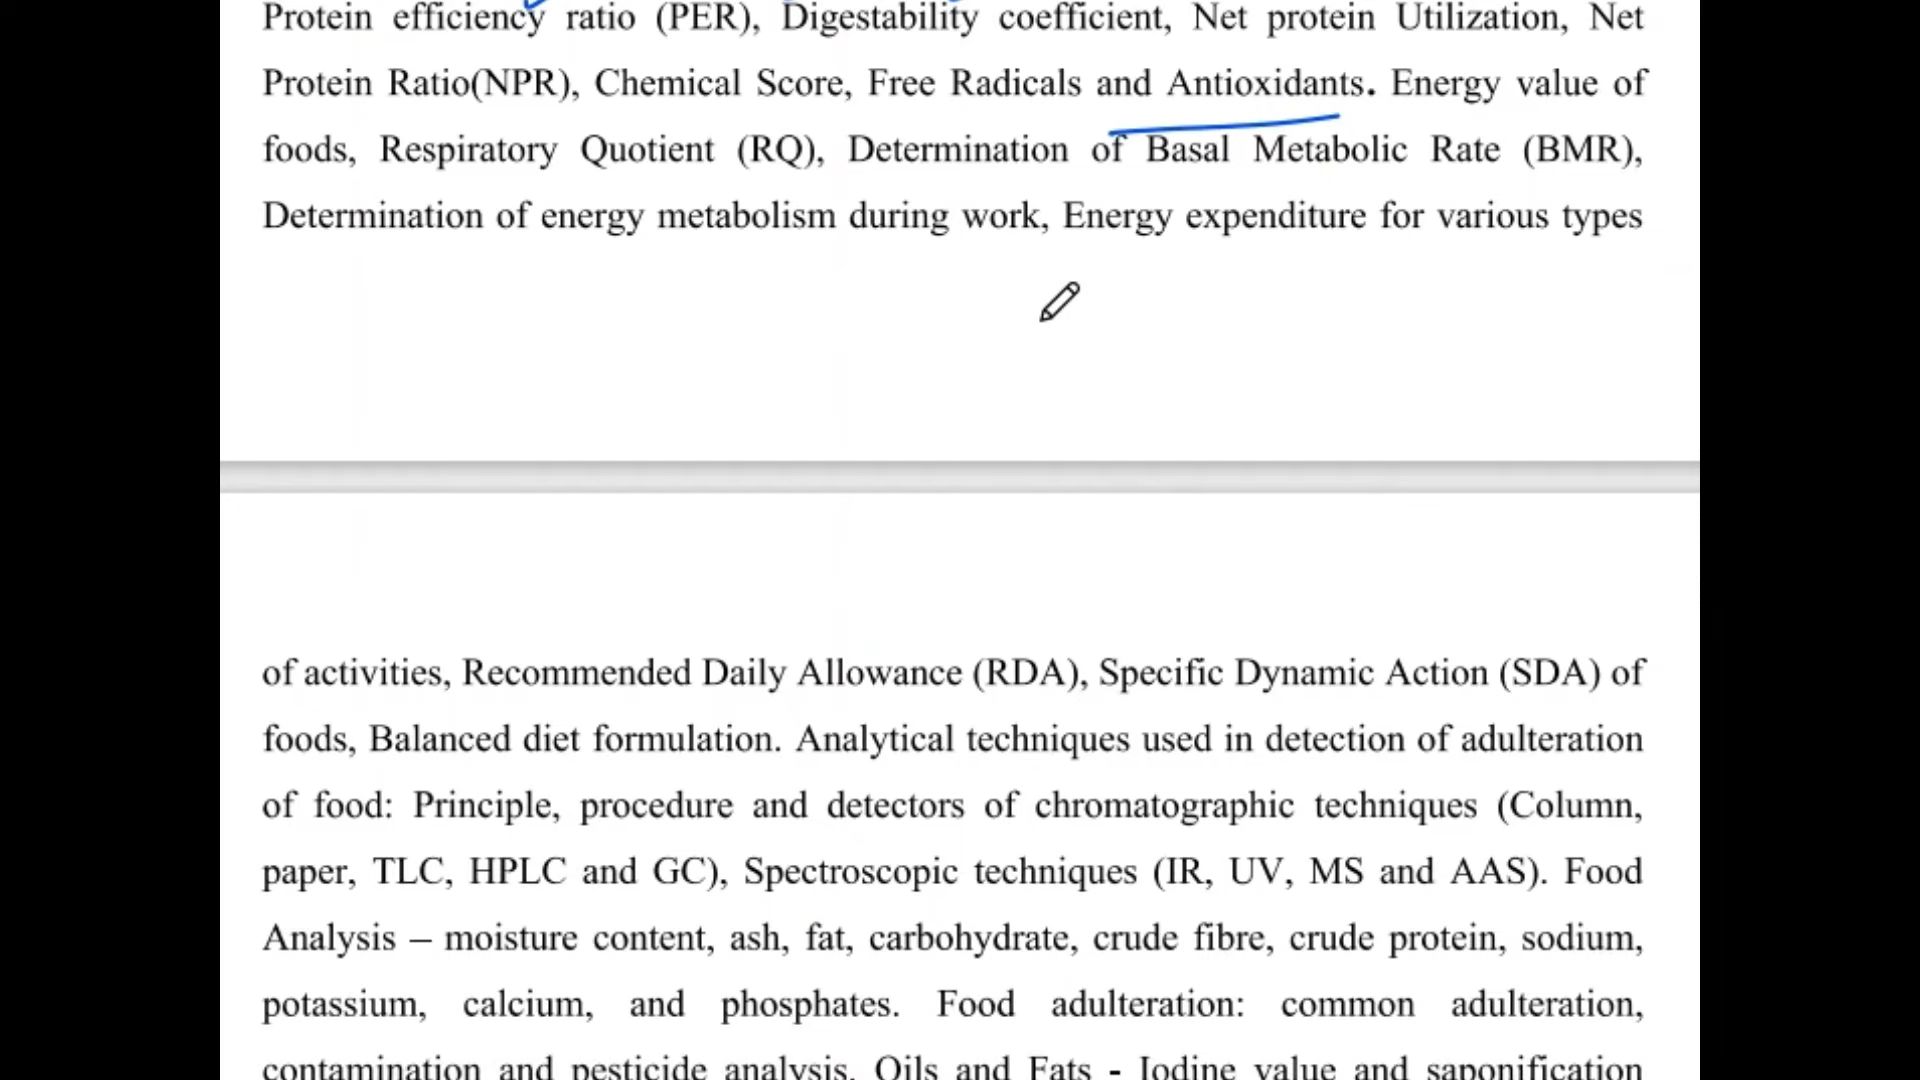 Protein efficiency ratio (PER), Digestability coefficient, Net protein Utilization, Net
Protein Ratio(NPR), Chemical Score, Free Radicals and Antioxidants. Energy value of
foods, Respiratory Quotient (RQ), Determination of Basal Metabolic Rate (BMR),
Determination of energy metabolism during work, Energy expenditure for various types
of activities, Recommended Daily Allowance (RDA), Specific Dynamic Action (SDA) of
foods, Balanced diet formulation. Analytical techniques used in detection of adulteration
of food: Principle, procedure and detectors of chromatographic techniques (Column,
paper, TLC, HPLC and GC), Spectroscopic techniques (IR, UV, MS and AAS). Food
Analysis – moisture content, ash, fat, carbohydrate, crude fibre, crude protein, sodium,
potassium, calcium, and phosphates. Food adulteration: common adulteration,
contamination and pesticide analysis. Oils and Fats - Iodine value and saponification